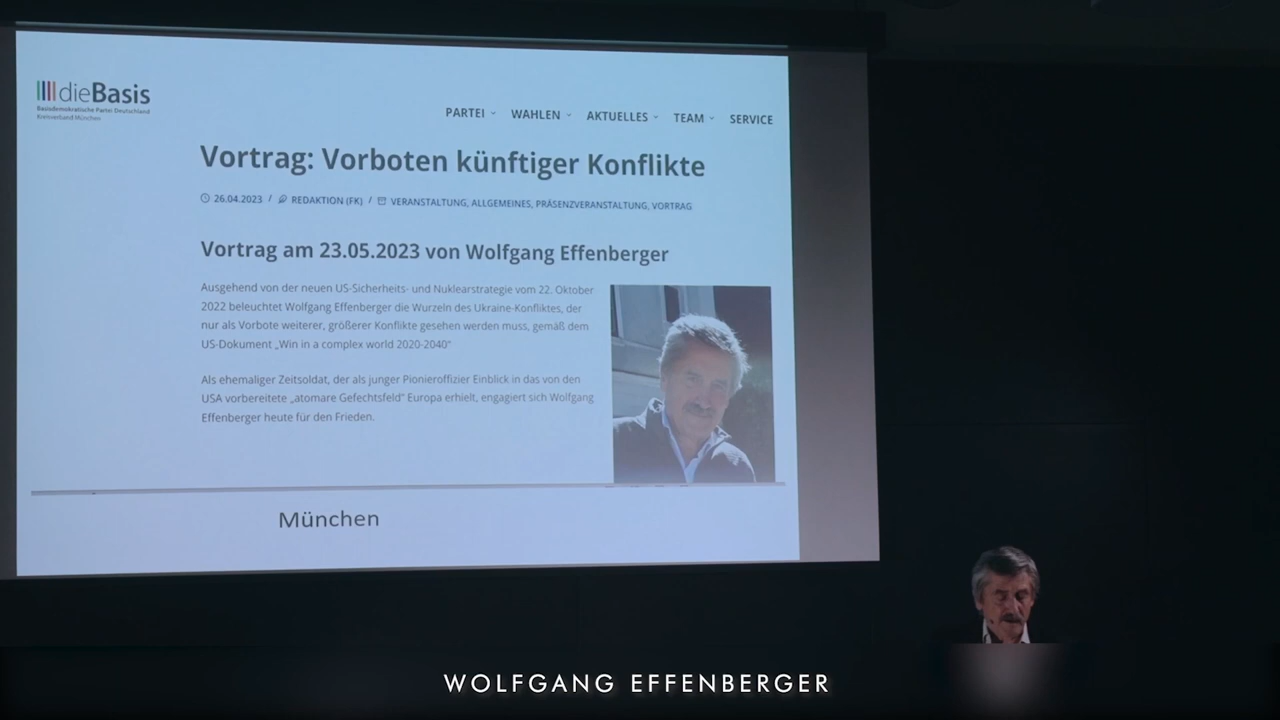 dieBasis
Basisdemokratische Partei Deutschland
Kreisverband München
PARTEI WAHLEN AKTUELLES TEAM SERVICE
Vortrag: Vorboten künftiger Konflikte
26.04.2023 / REDAKTION (FK) / VERANSTALTUNG, ALLGEMEINES, PRÄSENZVERANSTALTUNG, VORTRAG
Vortrag am 23.05.2023 von Wolfgang Effenberger
Ausgehend von der neuen US-Sicherheits- und Nuklearstrategie vom 22. Oktober
2022 beleuchtet Wolfgang Effenberger die Wurzeln des Ukraine-Konfliktes, der
nur als Vorbote weiterer, größerer Konflikte gesehen werden muss, gemäß dem
US-Dokument „Win in a complex world 2020-2040"
Als ehemaliger Zeitsoldat, der als junger Pionieroffizier Einblick in das von den
USA vorbereitete „atomare Gefechtsfeld" Europa erhielt, engagiert sich Wolfgang
Effenberger heute für den Frieden.
München
WOLFGANG EFFENBERGER